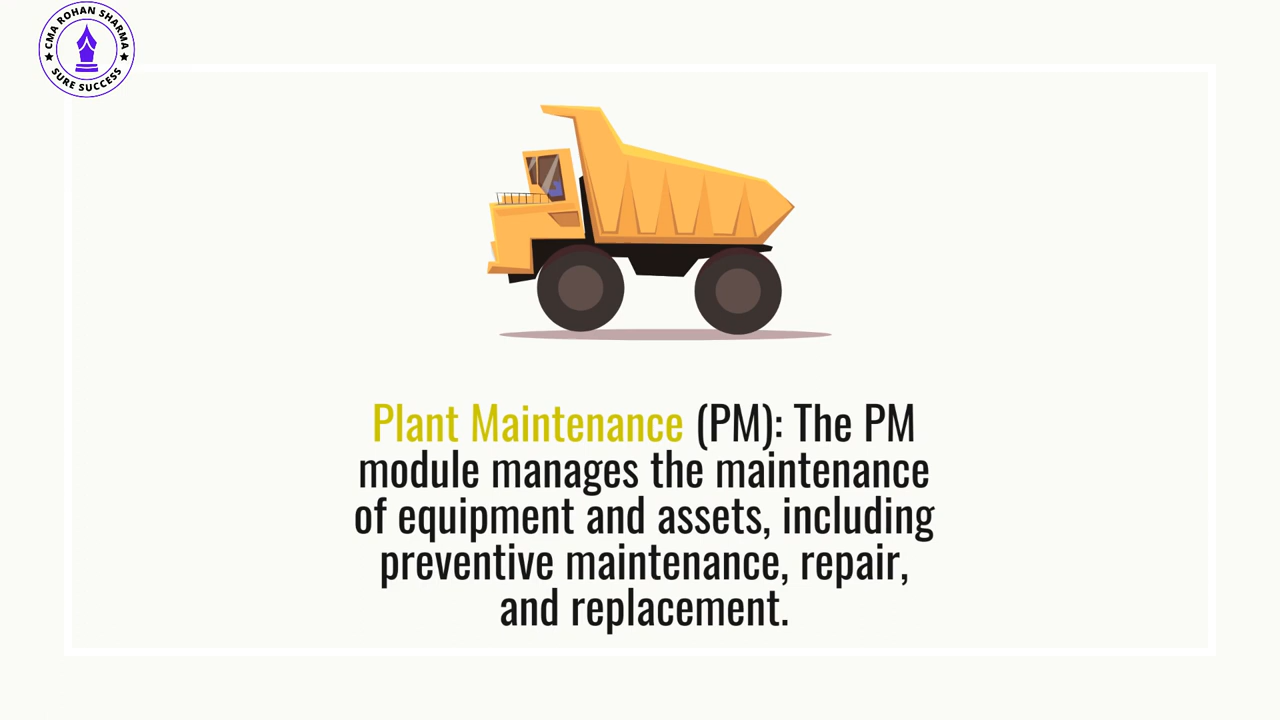 CMA ROHAN SHARMA
SURE SUCCESS
Plant Maintenance (PM): The PM
module manages the maintenance
of equipment and assets, including
preventive maintenance, repair,
and replacement.